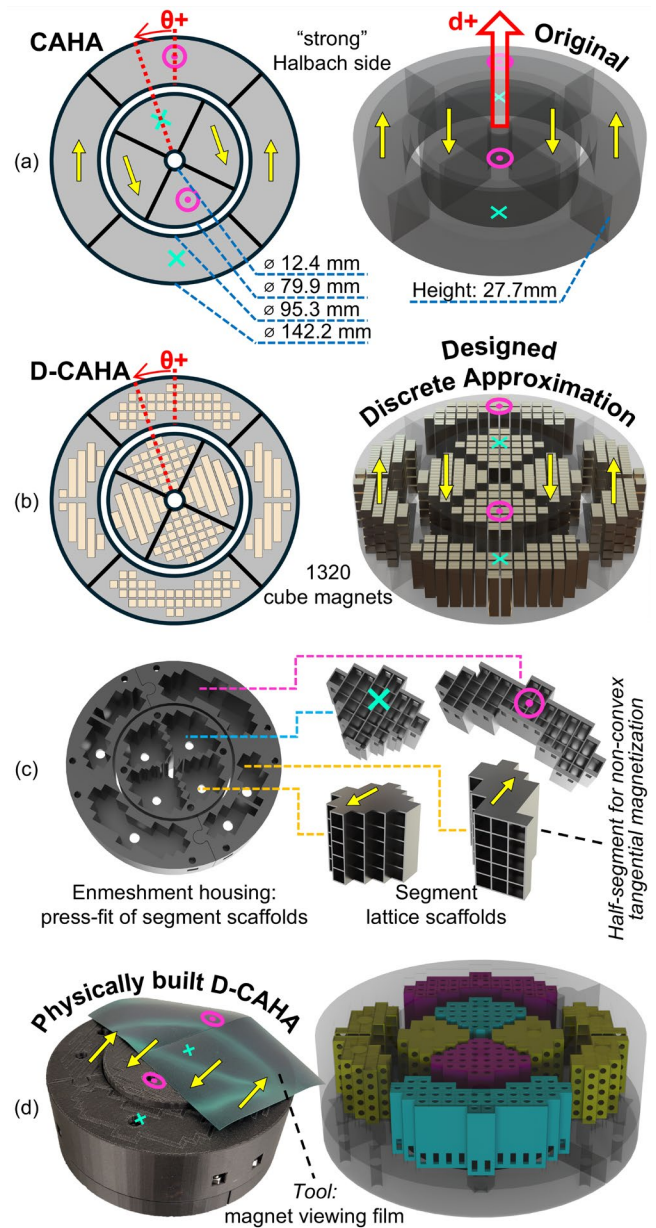 CAHA
θ+
"strong"
Halbach side
d+
Original
(a)
⌀ 12.4 mm
⌀ 79.9 mm
⌀ 95.3 mm
⌀ 142.2 mm
Height: 27.7mm
D-CAHA
θ+
Designed
Discrete Approximation
(b)
1320
cube magnets
(c)
Enmeshment housing:
press-fit of segment scaffolds
Segment
lattice scaffolds
Half-segment for non-convex
tangential magnetization
Physically built D-CAHA
(d)
Tool:
magnet viewing film